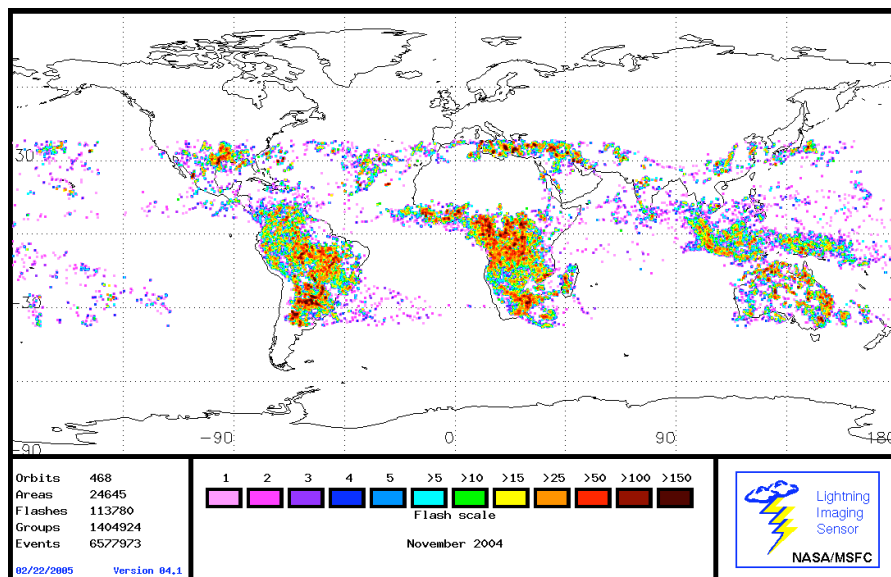 30
-30
-90
-90
0
90
180
Orbits 468
Areas 24645
Flashes 113780
Groups 1404924
Events 6577973
02/22/2005 Version 04.1
1 2 3 4 5 >5 >10 >15 >25 >50 >100 >150
Flash scale
November 2004
Lightning
Imaging
Sensor
NASA/MSFC